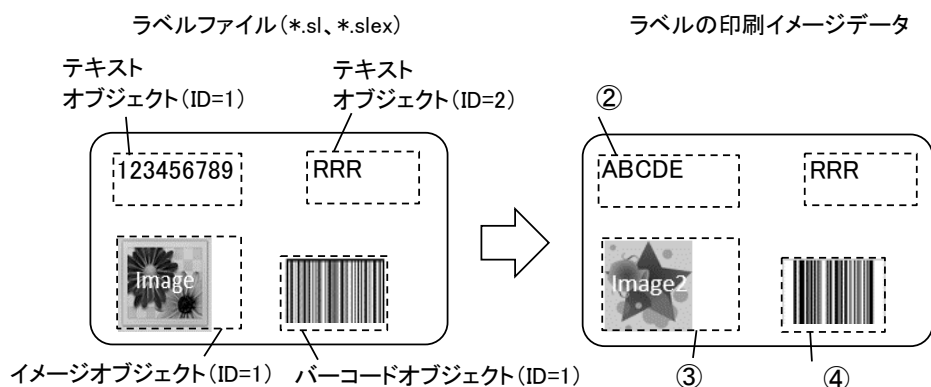 ラベルファイル(*.sl、*.slex)
ラベルの印刷イメージデータ
テキスト
オブジェクト(ID=1)
テキスト
オブジェクト(ID=2)
②
123456789
RRR
ABCDE
RRR
Image
Image2
イメージオブジェクト(ID=1)
バーコードオブジェクト(ID=1)
③
④